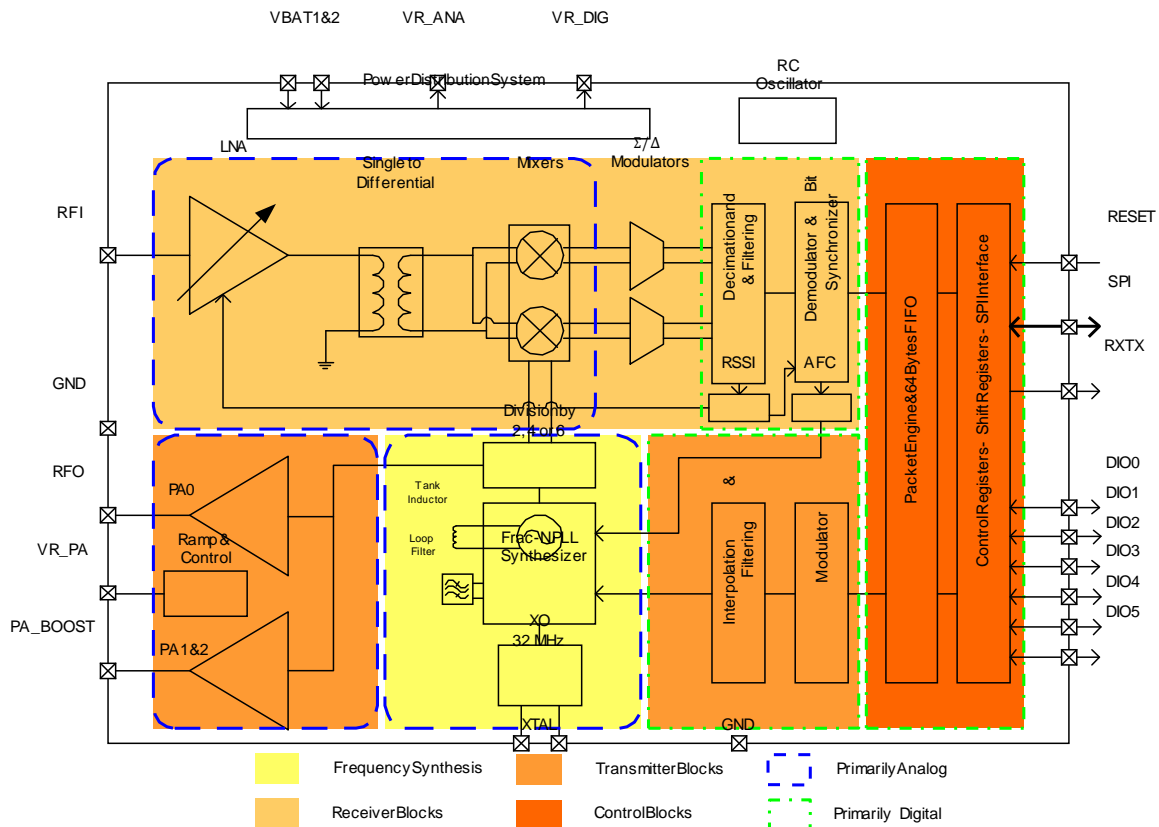 VBAT1&2
VR_ANA
VR_DIG
PowerDistributionSystem
RC
Oscillator
LNA
Single to
Differential
Mixers
Σ/Δ
Modulators
RFI
Decimationand
& Filtering
Bit
Demodulator &
Synchronizer
PacketEngine&64BytesFIFO
ControlRegisters- ShiftRegisters- SPIInterface
RESET
SPI
RXTX
RSSI
AFC
GND
Divisionby
2, 4 or 6
RFO
PA0
Tank
Inductor
&
DIO0
DIO1
DIO2
DIO3
DIO4
DIO5
VR_PA
Ramp&
Control
Loop
Filter
Frac-NPLL
Synthesizer
Interpolation
Filtering
Modulator
PA_BOOST
PA1&2
XO
32 MHz
XTAL
GND
FrequencySynthesis
TransmitterBlocks
PrimarilyAnalog
ReceiverBlocks
ControlBlocks
Primarily Digital